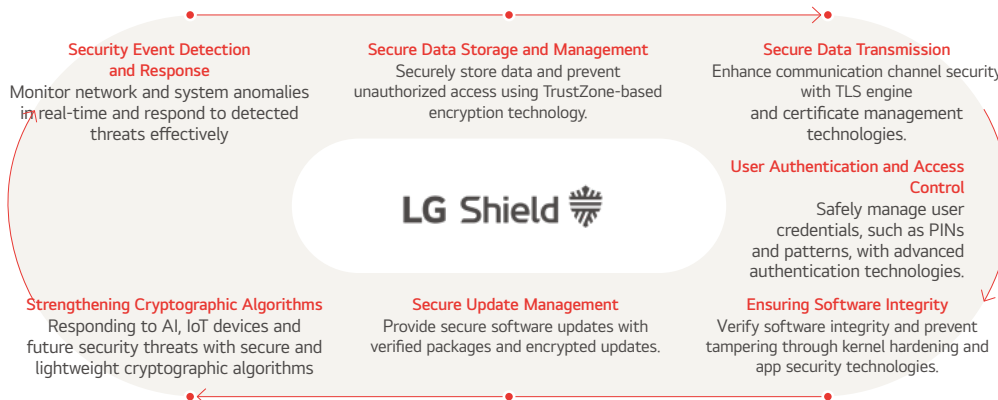 Security Event Detection
and Response
Monitor network and system anomalies
in real-time and respond to detected
threats effectively
Secure Data Storage and Management
Securely store data and prevent
unauthorized access using TrustZone-based
encryption technology.
Secure Data Transmission
Enhance communication channel security
with TLS engine
and certificate management
technologies.
LG Shield
User Authentication and Access
Control
Safely manage user
credentials, such as PINs
and patterns, with advanced
authentication technologies.
Strengthening Cryptographic Algorithms
Responding to AI, IoT devices and
future security threats with secure and
lightweight cryptographic algorithms
Secure Update Management
Provide secure software updates with
verified packages and encrypted updates.
Ensuring Software Integrity
Verify software integrity and prevent
tampering through kernel hardening and
app security technologies.